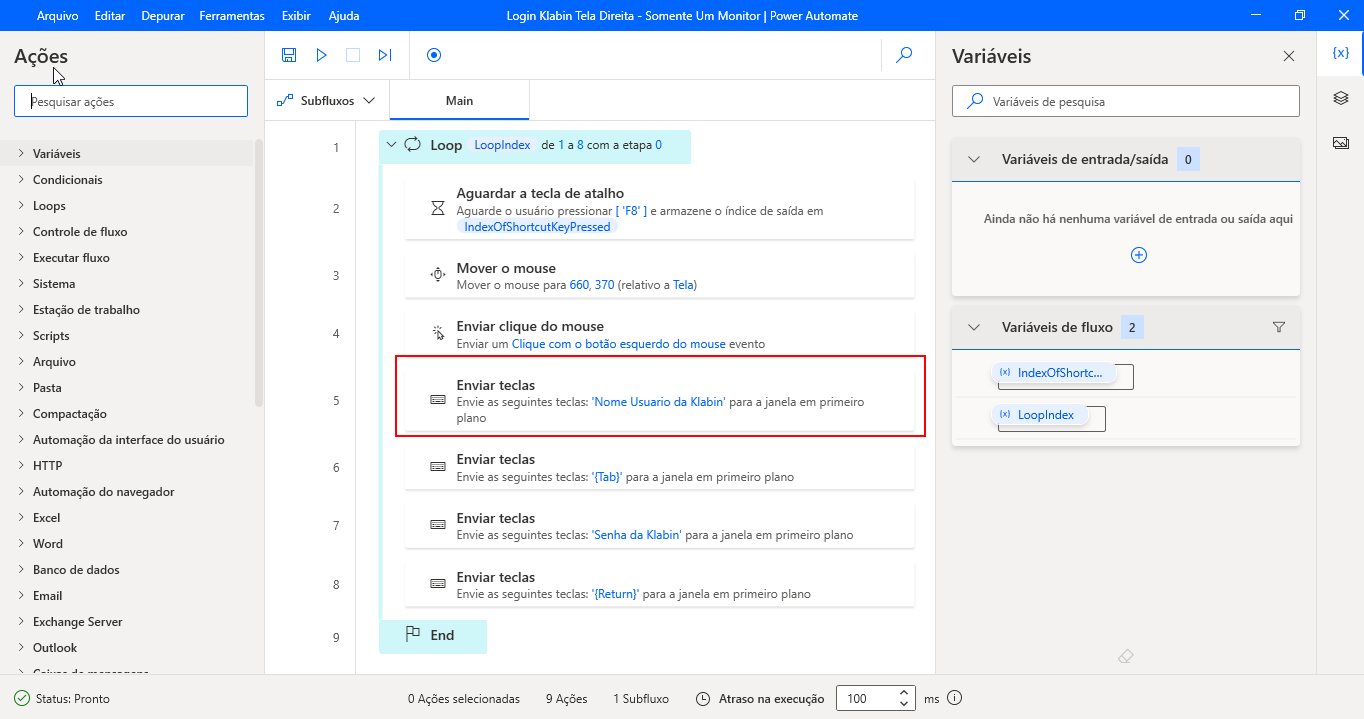 Arquivo Editar Depurar Ferramentas Exibir Ajuda
Login Klabin Tela Direita - Somente Um Monitor | Power Automate
Ações
Pesquisar ações
Variáveis
Condicionais
Loops
Controle de fluxo
Executar fluxo
Sistema
Estação de trabalho
Scripts
Arquivo
Pasta
Compactação
Automação da interface do usuário
HTTP
Automação do navegador
Excel
Word
Banco de dados
Email
Exchange Server
Outlook
Caixas de mensagens
Subfluxos
Main
1
Loop LoopIndex de 1 a 8 com a etapa 0
2
Aguardar a tecla de atalho
Aguarde o usuário pressionar [ 'F8' ] e armazene o índice de saída em
IndexOfShortcutKeyPressed
3
Mover o mouse
Mover o mouse para 660, 370 (relativo a Tela)
4
Enviar clique do mouse
Enviar um Clique com o botão esquerdo do mouse evento
5
Enviar teclas
Envie as seguintes teclas: 'Nome Usuario da Klabin' para a janela em primeiro
plano
6
Enviar teclas
Envie as seguintes teclas: '{Tab}' para a janela em primeiro plano
7
Enviar teclas
Envie as seguintes teclas: 'Senha da Klabin' para a janela em primeiro plano
8
Enviar teclas
Envie as seguintes teclas: '{Return}' para a janela em primeiro plano
9
End
Variáveis
{x}
Variáveis de pesquisa
Variáveis de entrada/saída 0
Ainda não há nenhuma variável de entrada ou saída aqui
Variáveis de fluxo 2
(x) IndexOfShortc...
(x) LoopIndex
Status: Pronto
0 Ações selecionadas
9 Ações
1 Subfluxo
Atraso na execução
100
ms